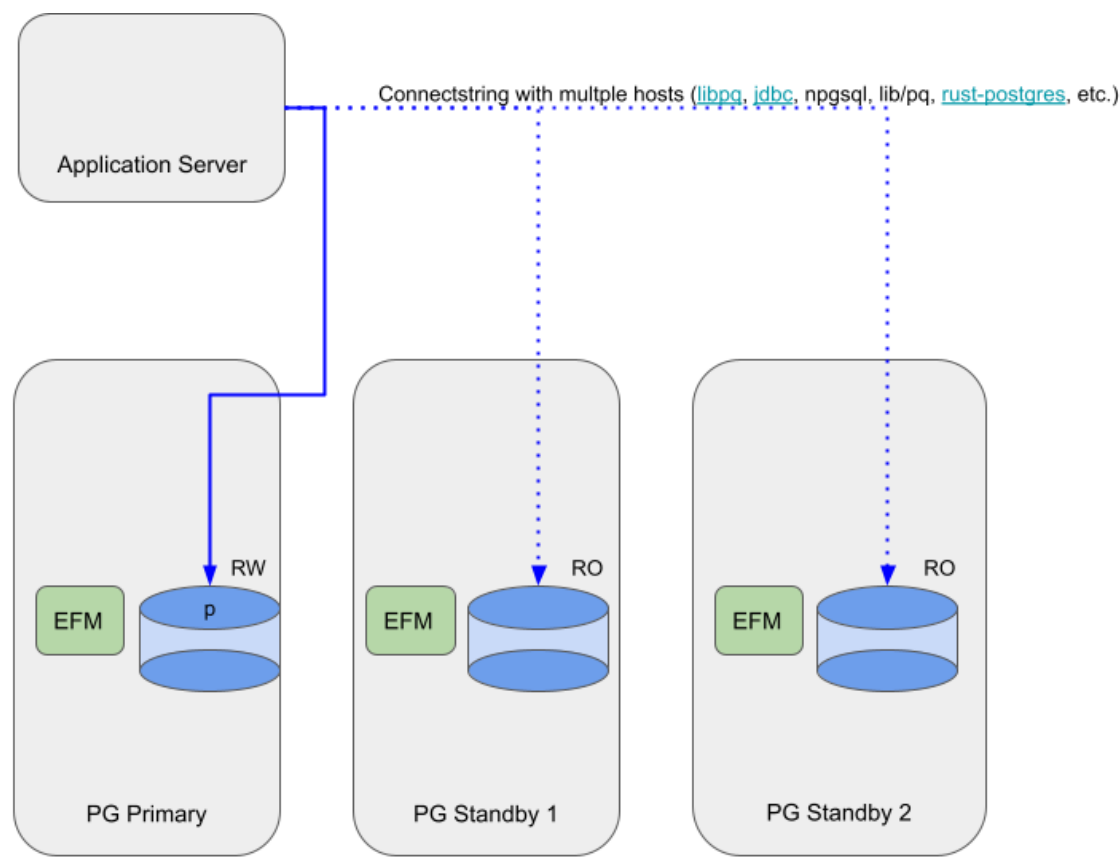 Connectstring with multple hosts (libpq, jdbc, npgsql, lib/pq, rust-postgres, etc.)
Application Server
RW
RO
RO
EFM
p
EFM
EFM
PG Primary
PG Standby 1
PG Standby 2